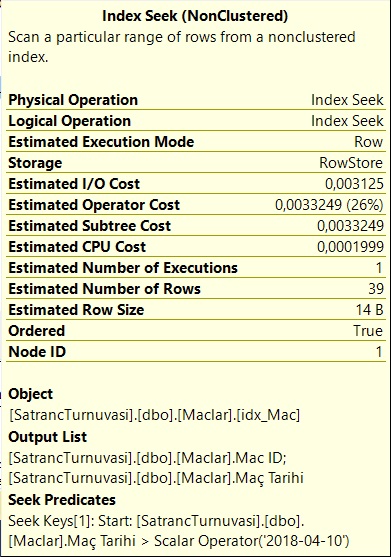 Index Seek (NonClustered)
Scan a particular range of rows from a nonclustered
index.
Physical Operation Index Seek
Logical Operation Index Seek
Estimated Execution Mode Row
Storage RowStore
Estimated I/O Cost 0,003125
Estimated Operator Cost 0,0033249 (26%)
Estimated Subtree Cost 0,0033249
Estimated CPU Cost 0,0001999
Estimated Number of Executions 1
Estimated Number of Rows 39
Estimated Row Size 14 B
Ordered True
Node ID 1
Object
[SatrancTurnuvasi].[dbo].[Maclar].[idx_Mac]
Output List
[SatrancTurnuvasi].[dbo].[Maclar].Mac ID;
[SatrancTurnuvasi].[dbo].[Maclar].Maç Tarihi
Seek Predicates
Seek Keys[1]: Start: [SatrancTurnuvasi].[dbo].
[Maclar].Maç Tarihi > Scalar Operator('2018-04-10')